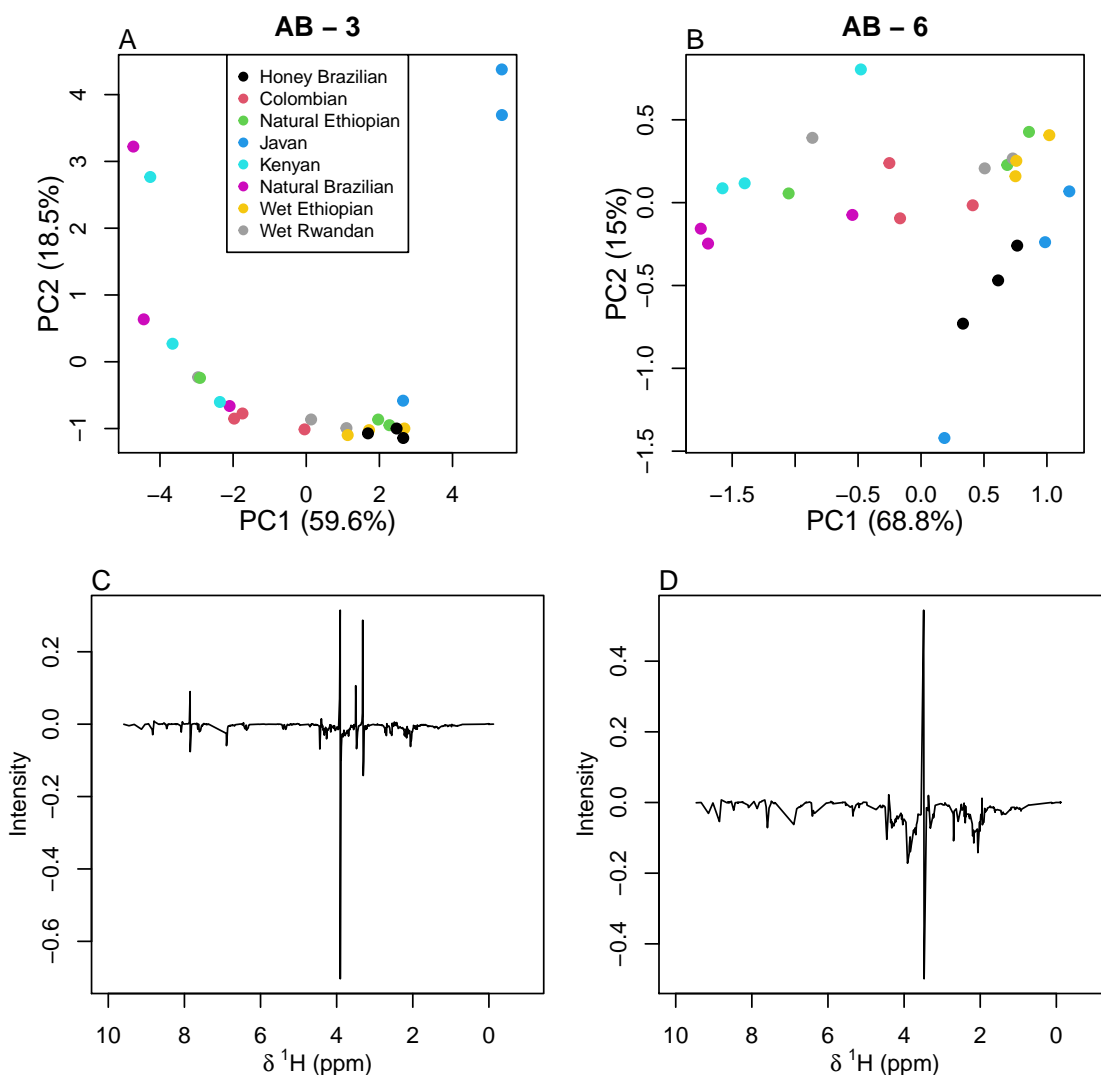 AB – 3
A
Honey Brazilian
Colombian
Natural Ethiopian
Javan
Kenyan
Natural Brazilian
Wet Ethiopian
Wet Rwandan
4
3
2
1
0
−1
PC2 (18.5%)
−4 −2 0 2 4
PC1 (59.6%)
AB – 6
B
0.5
0.0
−0.5
−1.0
−1.5
PC2 (15%)
−1.5 −0.5 0.0 0.5 1.0
PC1 (68.8%)
C
0.2
0.0
−0.2
−0.4
−0.6
Intensity
10 8 6 4 2 0
δ ¹H (ppm)
D
0.4
0.2
0.0
−0.2
−0.4
Intensity
10 8 6 4 2 0
δ ¹H (ppm)